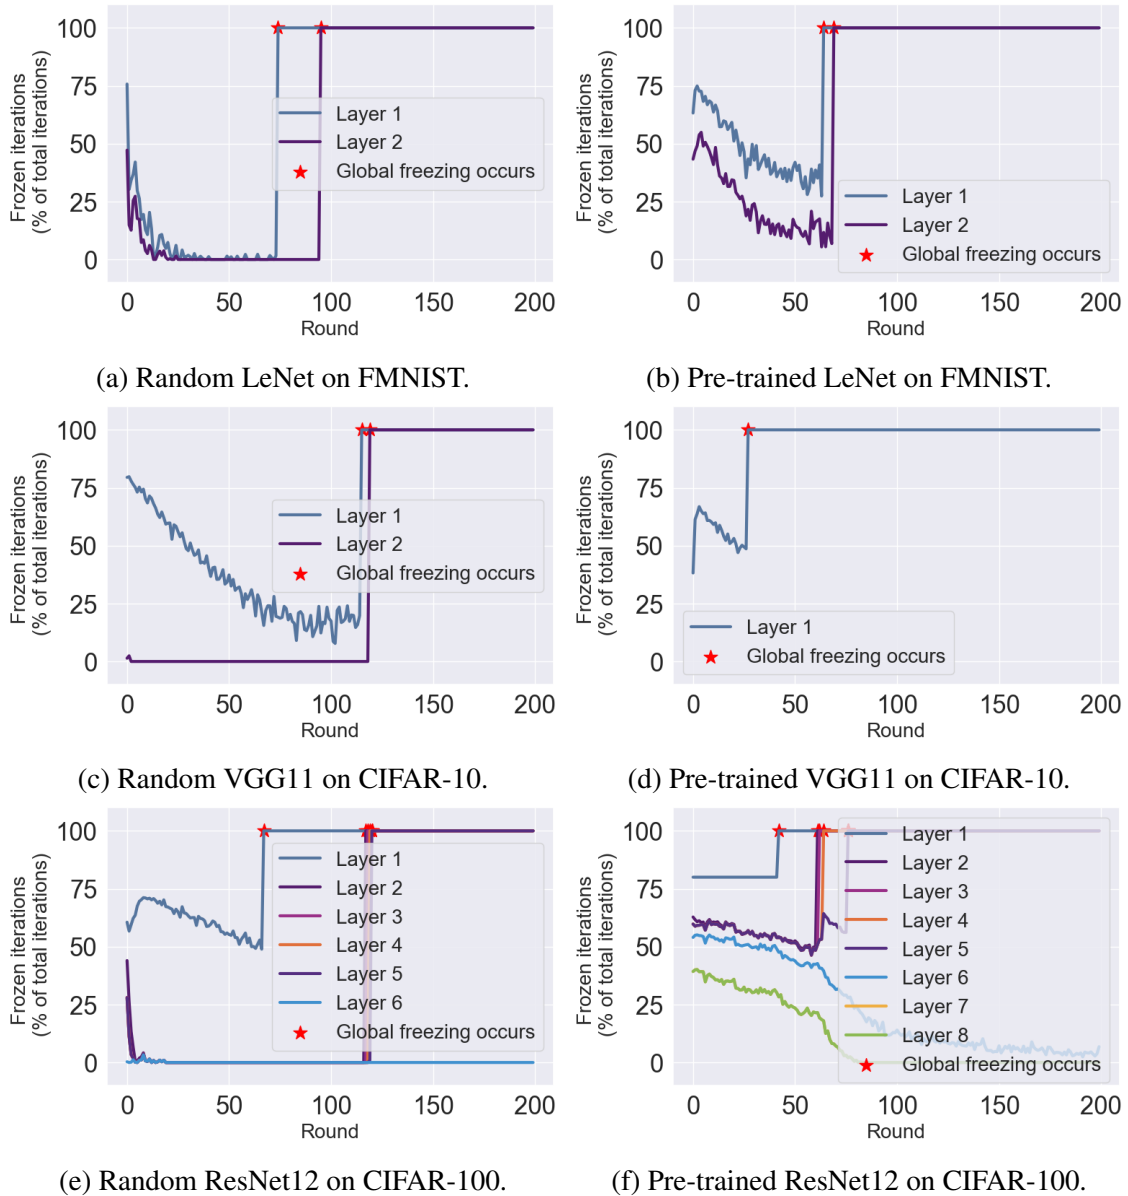 100
75
50
25
0
Frozen iterations
(% of total iterations)
Layer 1
Layer 2
Global freezing occurs
0 50 100 150 200
Round
(a) Random LeNet on FMNIST.
100
75
50
25
0
Frozen iterations
(% of total iterations)
Layer 1
Layer 2
Global freezing occurs
0 50 100 150 200
Round
(b) Pre-trained LeNet on FMNIST.
100
75
50
25
0
Frozen iterations
(% of total iterations)
Layer 1
Layer 2
Global freezing occurs
0 50 100 150 200
Round
(c) Random VGG11 on CIFAR-10.
100
75
50
25
0
Frozen iterations
(% of total iterations)
Layer 1
Global freezing occurs
0 50 100 150 200
Round
(d) Pre-trained VGG11 on CIFAR-10.
100
75
50
25
0
Frozen iterations
(% of total iterations)
Layer 1
Layer 2
Layer 3
Layer 4
Layer 5
Layer 6
Global freezing occurs
0 50 100 150 200
Round
(e) Random ResNet12 on CIFAR-100.
100
75
50
25
0
Frozen iterations
(% of total iterations)
Layer 1
Layer 2
Layer 3
Layer 4
Layer 5
Layer 6
Layer 7
Layer 8
Global freezing occurs
0 50 100 150 200
Round
(f) Pre-trained ResNet12 on CIFAR-100.